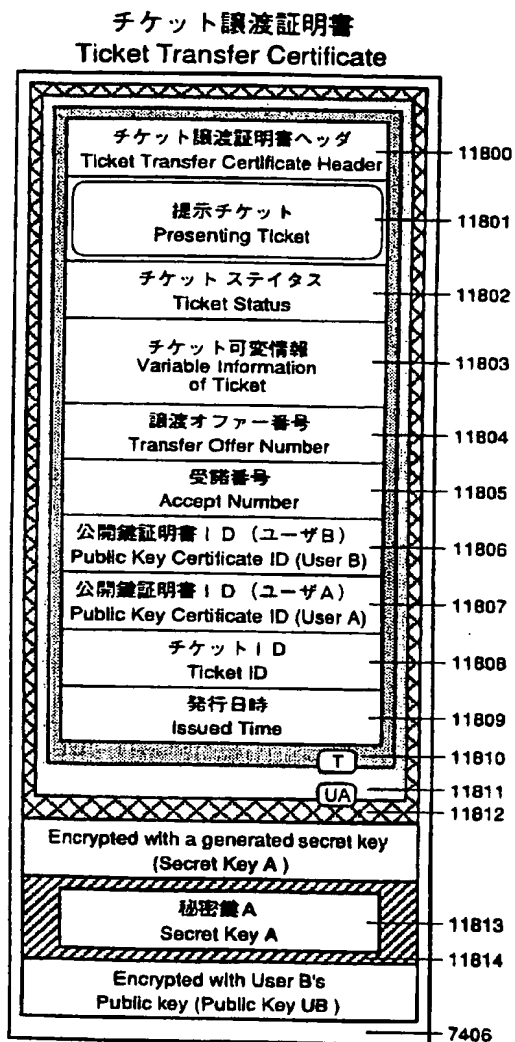 チケット譲渡証明書
Ticket Transfer Certificate
チケット譲渡証明書ヘッダ
Ticket Transfer Certificate Header
11800
提示チケット
Presenting Ticket
11801
チケット ステイタス
Ticket Status
11802
チケット可変情報
Variable Information
of Ticket
11803
譲渡オファー番号
Transfer Offer Number
11804
受諾番号
Accept Number
11805
公開鍵証明書ID（ユーザB）
Public Key Certificate ID (User B)
11806
公開鍵証明書ID（ユーザA）
Public Key Certificate ID (User A)
11807
チケットID
Ticket ID
11808
発行日時
Issued Time
11809
T
11810
UA
11811
11812
Encrypted with a generated secret key
(Secret Key A )
秘密鍵A
Secret Key A
11813
11814
Encrypted with User B's
Public key (Public Key UB )
7406